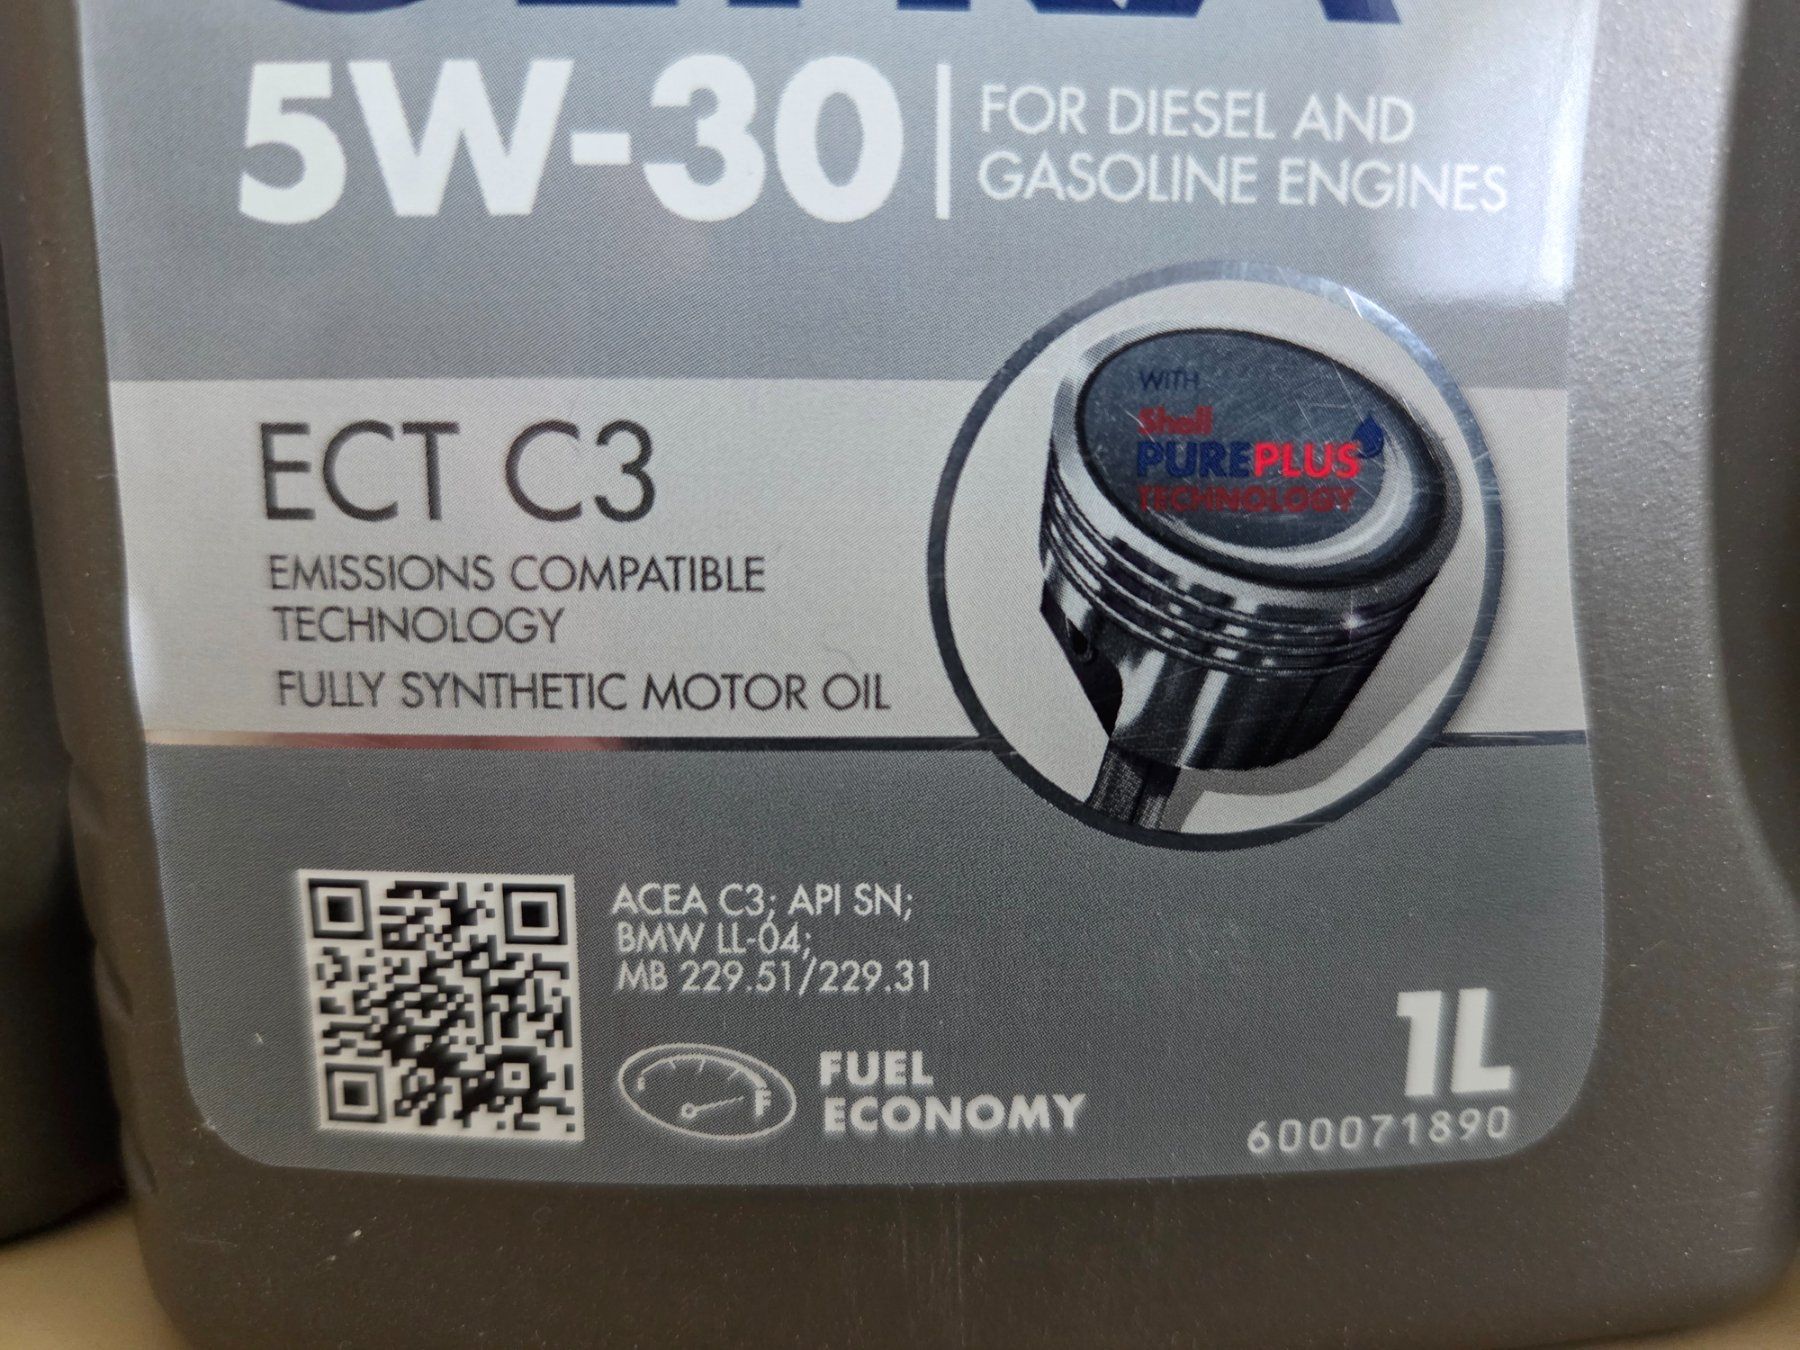 5W-30
FOR DIESEL AND
GASOLINE ENGINES
WITH
Shell
PUREPLUS
TECHNOLOGY
ECT C3
EMISSIONS COMPATIBLE
TECHNOLOGY
FULLY SYNTHETIC MOTOR OIL
ACEA C3; API SN;
BMW LL-04;
MB 229.51/229.31
F
FUEL
ECONOMY
1L
600071890